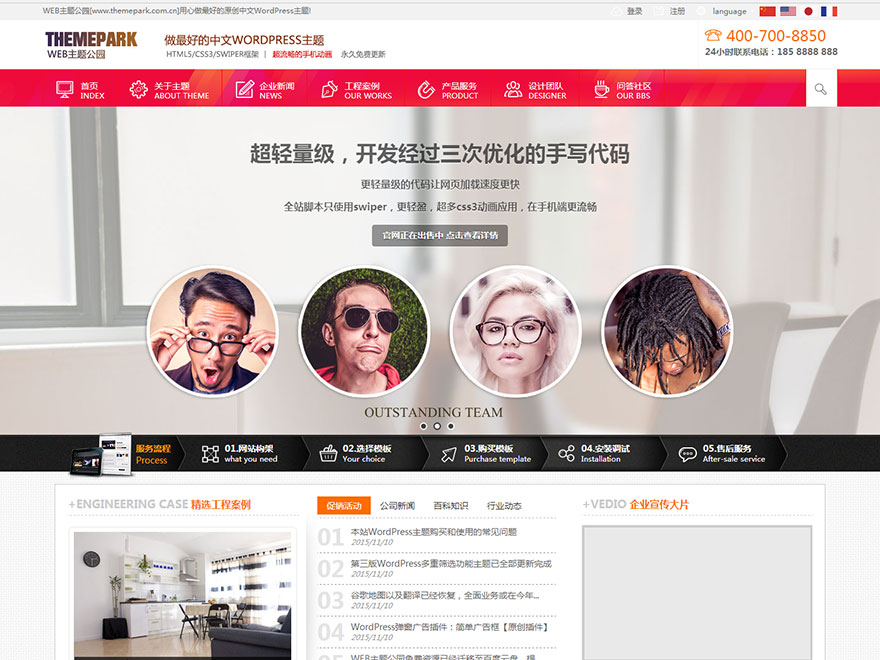 WEB主题公园[www.themepark.com.cn]用心做最好的原创中文WordPress主题!
登录 注册 language
THEMEPARK
WEB主题公园
做最好的中文WORDPRESS主题
HTML5/CSS3/SWIPER框架 | 超流畅的手机动画 永久免费更新
400-700-8850
24小时联系电话：185 8888 888
首页 关于主题 企业新闻 工程案例 产品服务 设计团队 问答社区
INDEX ABOUT THEME NEWS OUR WORKS PRODUCT DESIGNER OUR BBS
超轻量级，开发经过三次优化的手写代码
更轻量级的代码让网页加载速度更快
全站脚本只使用swiper，更轻盈，超多css3动画应用，在手机端更流畅
官网正在出售中 点击查看详情
OUTSTANDING TEAM
服务流程 01.网站构架 02.选择模板 03.购买模板 04.安装调试 05.售后服务
Process what you need Your choice Purchase template Installation After-sale service
+ENGINEERING CASE 精选工程案例
促销活动 公司新闻 百科知识 行业动态
+VEDIO 企业宣传大片
01 本站WordPress主题购买和使用的常见问题
2015/11/10
02 第三版WordPress多重筛选功能主题已全部更新完成
2015/11/10
03 谷歌地图以及翻译已经恢复，全面业务或在今年...
2015/11/10
04 WordPress弹窗广告插件：简单广告框【原创插件】
2015/11/10
05 WEB主题公园免费资源已经迁移至百度云盘，提